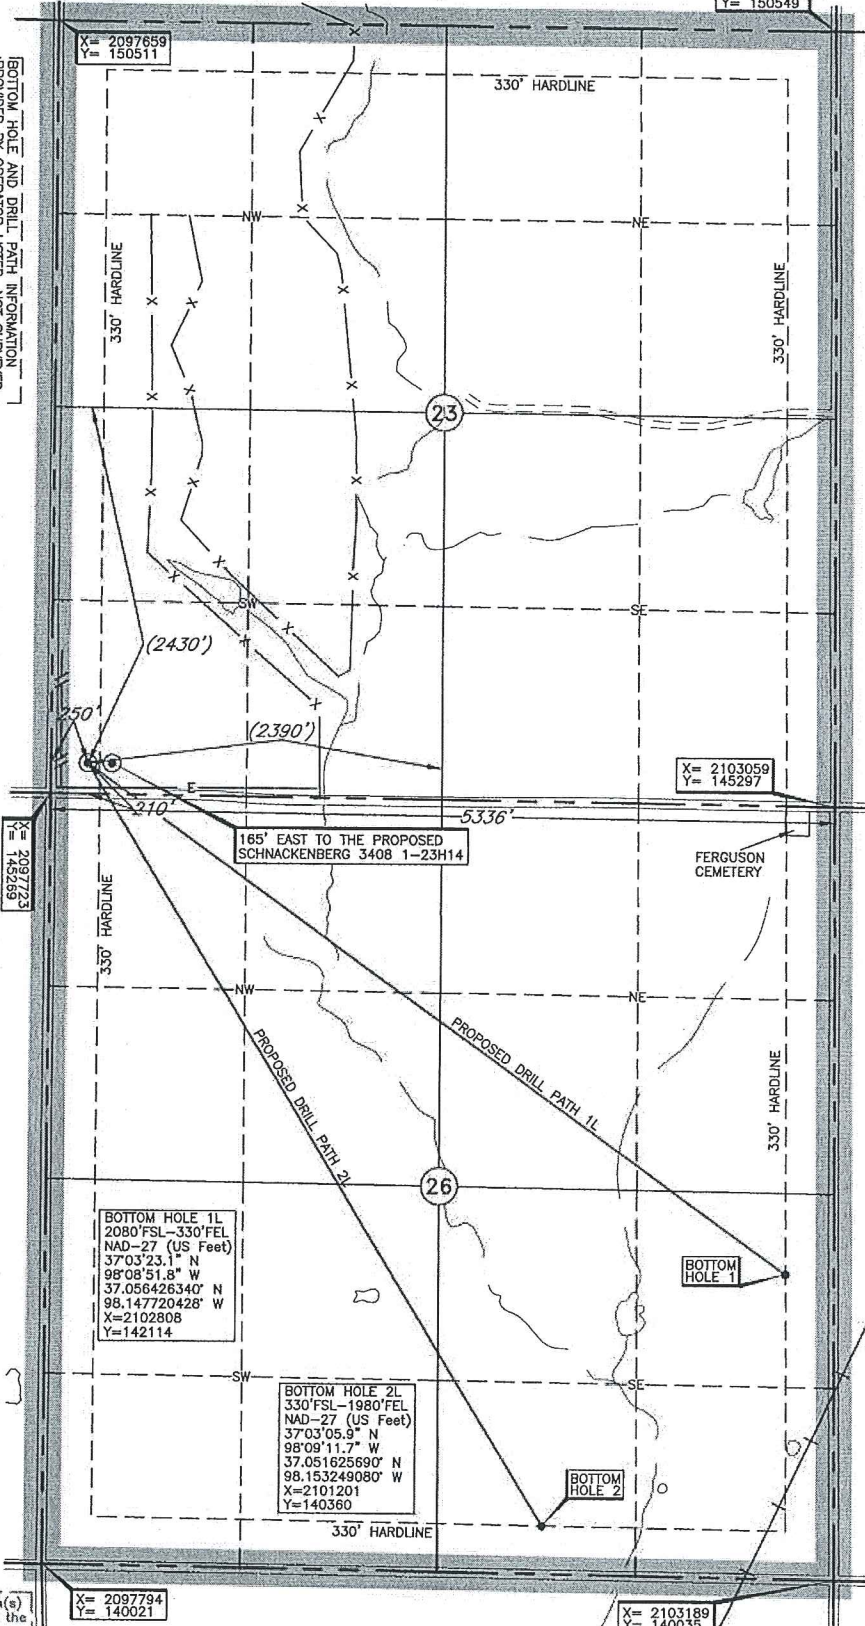 Y= 150549
X= 2097659
Y= 150511
330' HARDLINE
BOTTOM HOLE AND DRILL PATH INFORMATION
NW
NE
330' HARDLINE
330' HARDLINE
23
SW
SE
(2430')
250'
(2390')
X= 2103059
Y= 145297
E
210'
5336'
165' EAST TO THE PROPOSED
SCHNACKENBERG 3408 1-23H14
FERGUSON
CEMETERY
X= 2097723
Y= 145269
330' HARDLINE
NW
NE
PROPOSED DRILL PATH 1L
PROPOSED DRILL PATH 2L
330' HARDLINE
26
BOTTOM HOLE 1L
2080'FSL-330'FEL
NAD-27 (US Feet)
37°03'23.1" N
98°08'51.8" W
37.056426340° N
98.147720428° W
X=2102808
Y=142114
BOTTOM
HOLE 1
SW
SE
BOTTOM HOLE 2L
330'FSL-1980'FEL
NAD-27 (US Feet)
37°03'05.9" N
98°09'11.7" W
37.051625690° N
98.153249080° W
X=2101201
Y=140360
BOTTOM
HOLE 2
330' HARDLINE
(s)
the
X= 2097794
Y= 140021
X= 2103189
Y= 140035